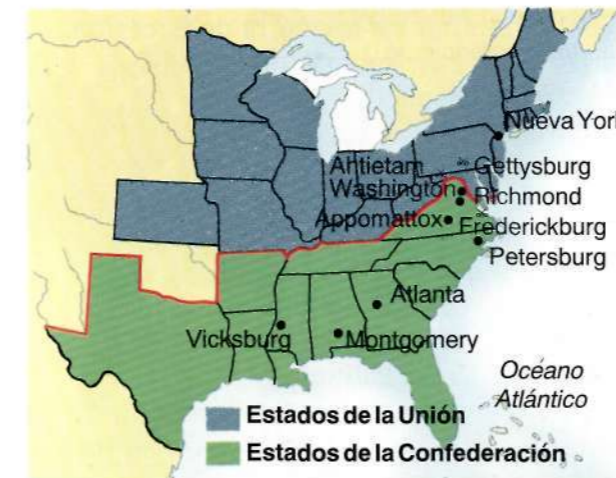 Nueva York
Antietam
Gettysburg
Washington
Richmond
Appomattox
Frederickburg
Petersburg
Atlanta
Vicksburg
Montgomery
Océano
Atlántico
Estados de la Unión
Estados de la Confederación